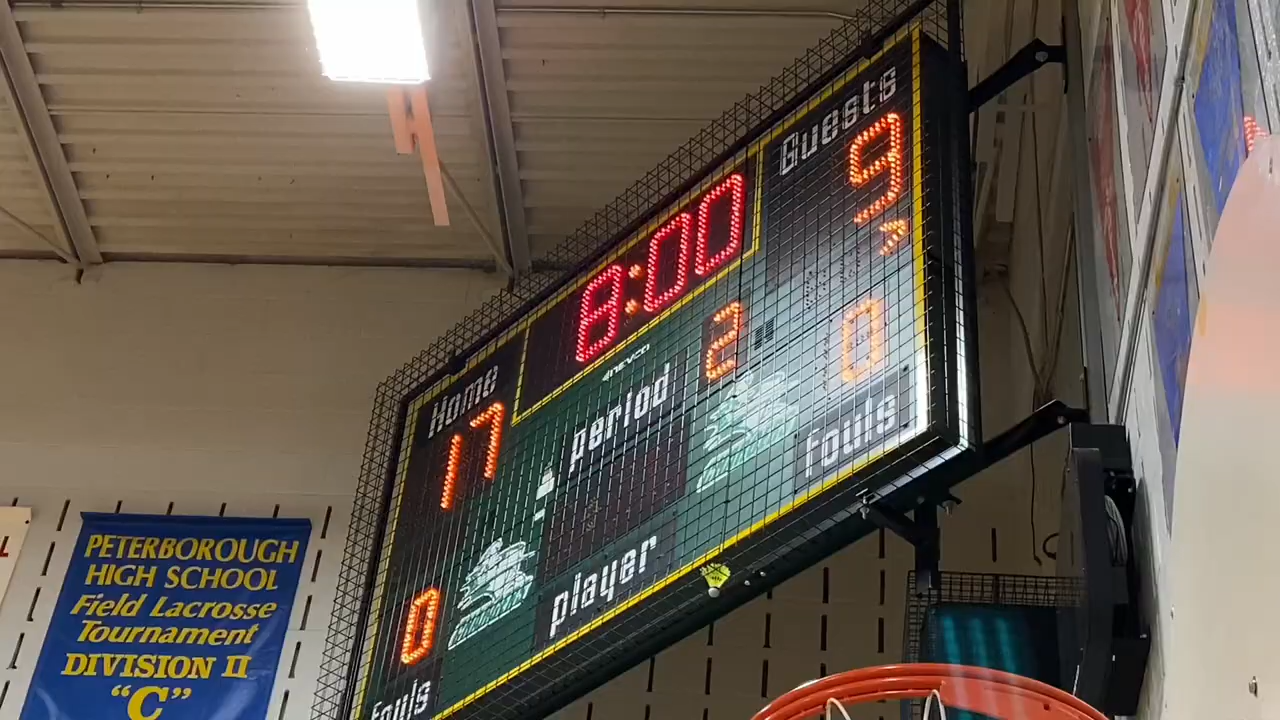 Guests
9
8:00
Home
17
NEVCO
period
2
0
fouls
0
player
fouls
PETERBOROUGH
HIGH SCHOOL
Field Lacrosse
Tournament
DIVISION II
"C"